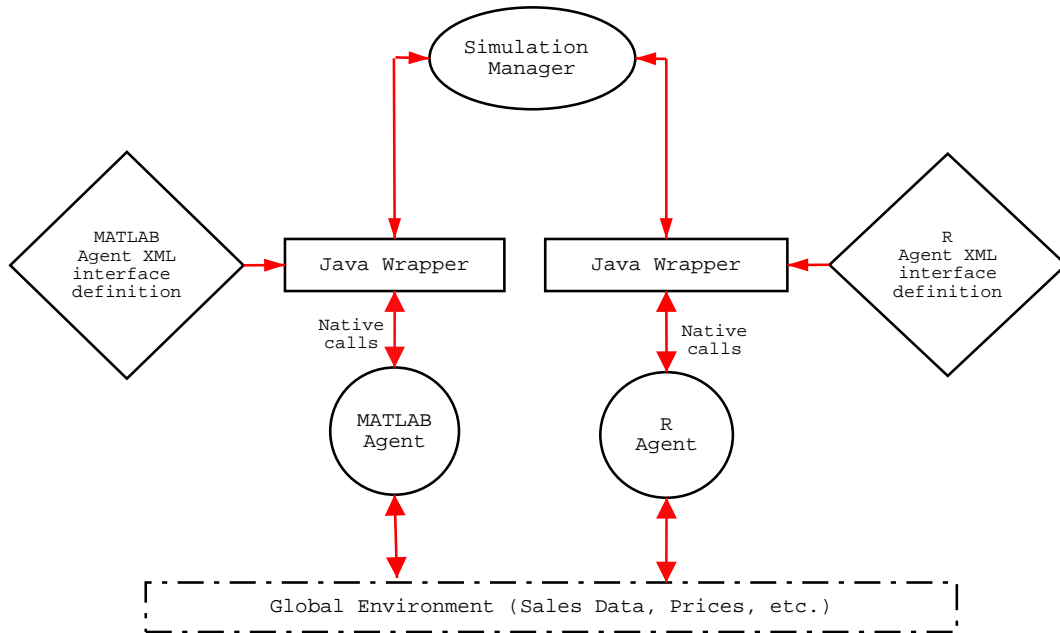 Simulation
Manager
MATLAB
Agent XML
interface
definition
Java Wrapper
Java Wrapper
R
Agent XML
interface
definition
Native
calls
Native
calls
MATLAB
Agent
R
Agent
Global Environment (Sales Data, Prices, etc.)